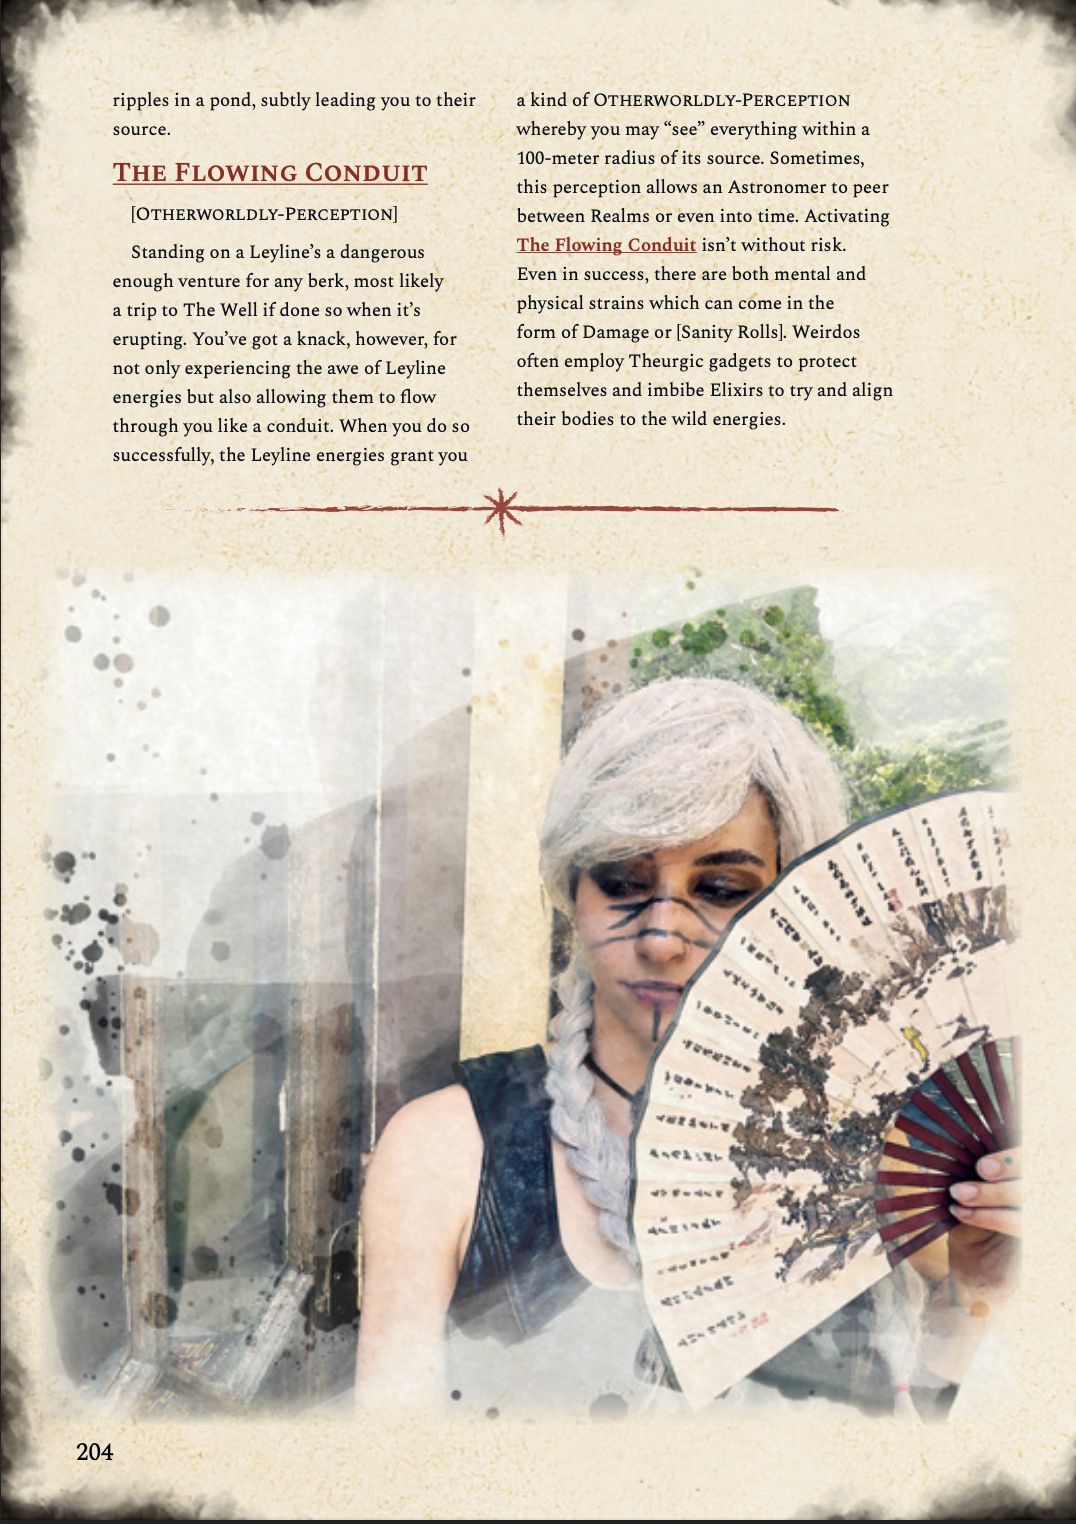 ripples in a pond, subtly leading you to their
source.
THE FLOWING CONDUIT
[OTHERWORLDLY-PERCEPTION]
Standing on a Leyline’s a dangerous
enough venture for any berk, most likely
a trip to The Well if done so when it’s
erupting. You’ve got a knack, however, for
not only experiencing the awe of Leyline
energies but also allowing them to flow
through you like a conduit. When you do so
successfully, the Leyline energies grant you
a kind of OTHERWORLDLY-PERCEPTION
whereby you may “see” everything within a
100-meter radius of its source. Sometimes,
this perception allows an Astronomer to peer
between Realms or even into time. Activating
The Flowing Conduit isn’t without risk.
Even in success, there are both mental and
physical strains which can come in the
form of Damage or [Sanity Rolls]. Weirdos
often employ Theurgic gadgets to protect
themselves and imbibe Elixirs to try and align
their bodies to the wild energies.
204